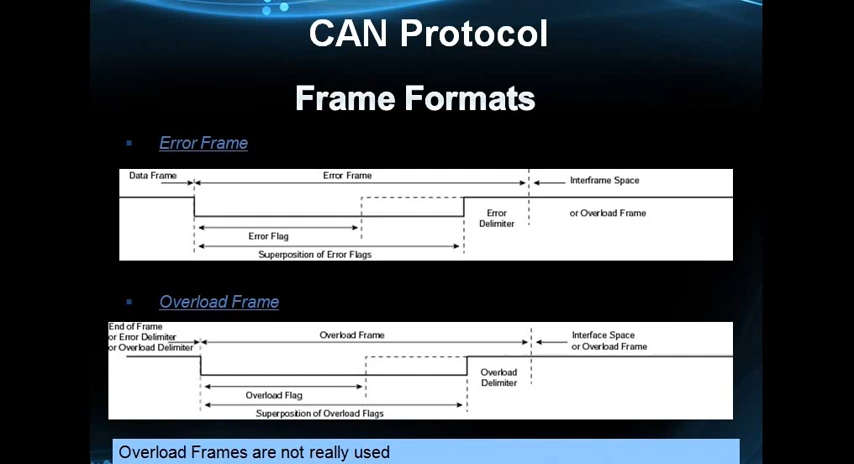 CAN Protocol
Frame Formats
Error Frame
Data Frame
Error Frame
Interframe Space
Error Delimiter
or Overload Frame
Error Flag
Superposition of Error Flags
Overload Frame
End of Frame
or Error Delimiter
or Overload Delimiter
Overload Frame
Interface Space
or Overload Frame
Overload
Delimiter
Overload Flag
Superposition of Overload Flags
Overload Frames are not really used